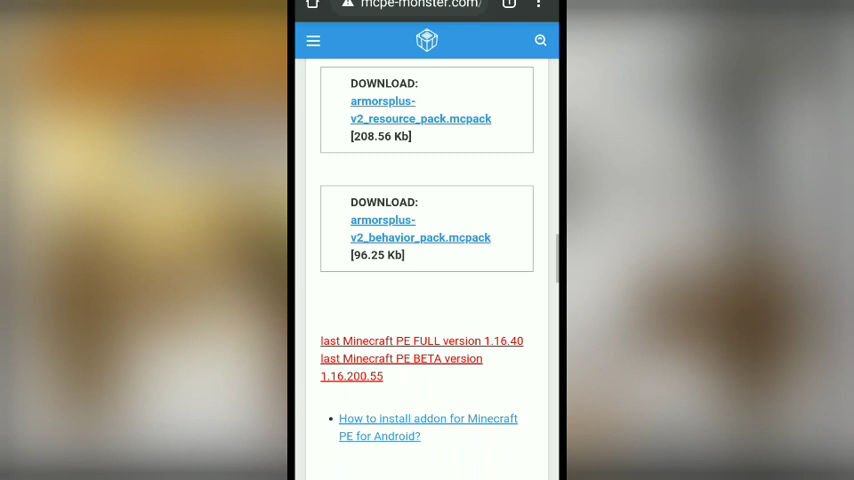 mcpe-monster.com/
DOWNLOAD:
armorsplus-
v2_resource_pack.mcpack
[208.56 Kb]
DOWNLOAD:
armorsplus-
v2_behavior_pack.mcpack
[96.25 Kb]
last Minecraft PE FULL version 1.16.40
last Minecraft PE BETA version
1.16.200.55
• How to install addon for Minecraft
PE for Android?